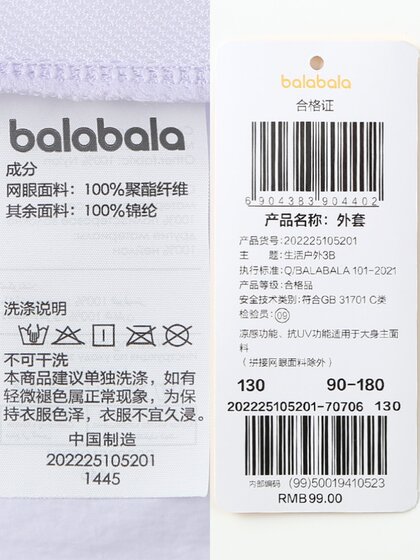 balabala
成分
网眼面料：100%聚酯纤维
其余面料：100%锦纶
洗涤说明
不可干洗
本商品建议单独洗涤，如有
轻微褪色属正常现象，为保
持衣服色泽，衣服不宜久浸。
中国制造
202225105201
1445
balabala
合格证
6904383904402
产品名称：外套
产品货号:202225105201
主 题:生活户外3B
执行标准:Q/BALABALA 101-2021
产品等级:合格品
安全技术类别:符合GB 31701 C类
检验员:09
凉感功能、抗UV功能适用于大身主面
料
（拼接网眼面料除外）
130 90-180
202225105201-70706 130
内部编码 (99)50019410523
RMB99.00